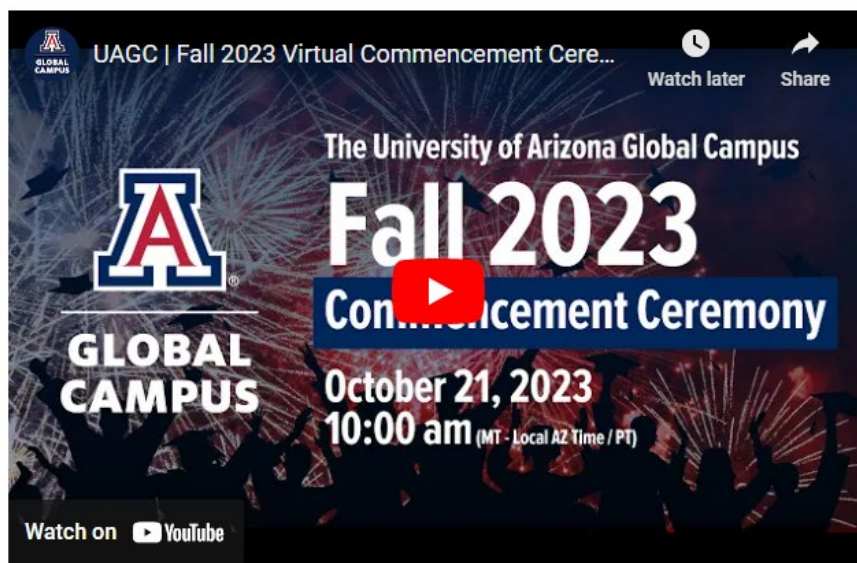 UAGC | Fall 2023 Virtual Commencement Cere...
Watch later
Share
A
GLOBAL
CAMPUS
The University of Arizona Global Campus
Fall 2023
Commencement Ceremony
October 21, 2023
10:00 am (MT - Local AZ Time / PT)
A®
GLOBAL
CAMPUS
Watch on YouTube